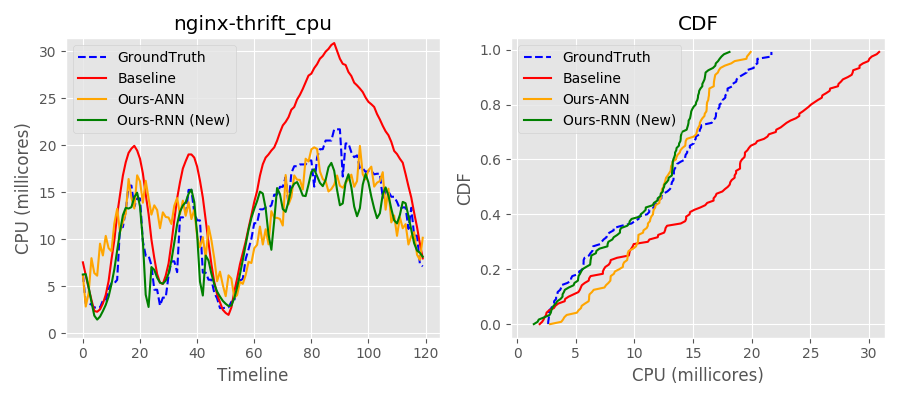 nginx-thrift_cpu
CPU (millicores)
30
25
20
15
10
5
0
GroundTruth
Baseline
Ours-ANN
Ours-RNN (New)
0 20 40 60 80 100 120
Timeline
CDF
CDF
1.0
0.8
0.6
0.4
0.2
0.0
GroundTruth
Baseline
Ours-ANN
Ours-RNN (New)
0 5 10 15 20 25 30
CPU (millicores)